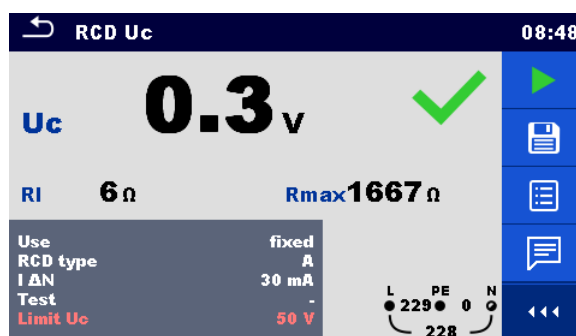 RCD Uc 08:48
Uc 0.3 V
RI 6 Ω Rmax 1667 Ω
Use fixed
RCD type A
I ΔN 30 mA
Test -
Limit Uc 50 V
L PE N
229 0
228